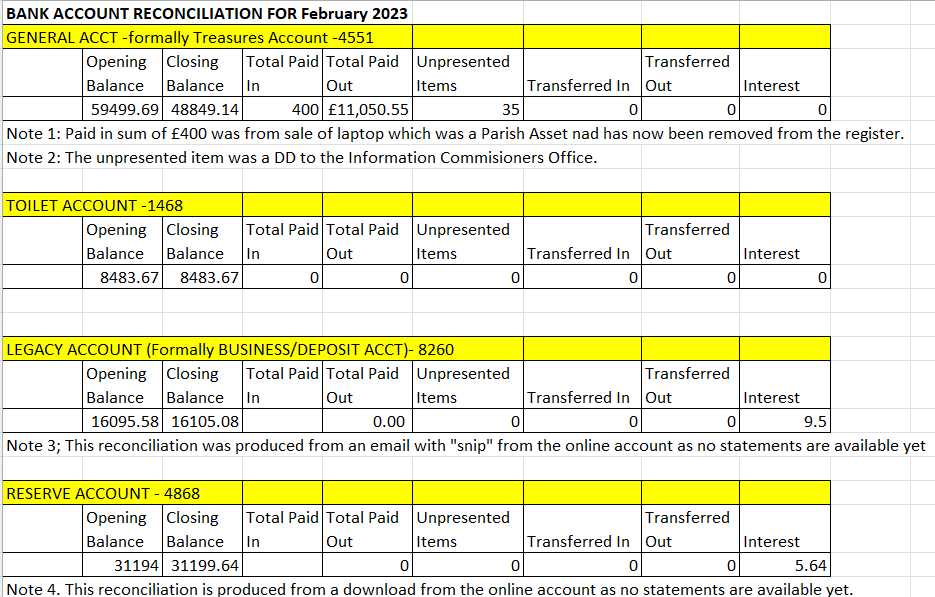 BANK ACCOUNT RECONCILIATION FOR February 2023
GENERAL ACCT -formally Treasures Account -4551
Opening Closing Total Paid Total Paid Unpresented Transferred
Balance Balance In Out Items Transferred In Out Interest
59499.69 48849.14 400 £11,050.55 35 0 0 0
Note 1: Paid in sum of £400 was from sale of laptop which was a Parish Asset nad has now been removed from the register.
Note 2: The unpresented item was a DD to the Information Commisioners Office.
TOILET ACCOUNT -1468
Opening Closing Total Paid Total Paid Unpresented Transferred
Balance Balance In Out Items Transferred In Out Interest
8483.67 8483.67 0 0 0 0 0 0
LEGACY ACCOUNT (Formally BUSINESS/DEPOSIT ACCT)- 8260
Opening Closing Total Paid Total Paid Unpresented Transferred
Balance Balance In Out Items Transferred In Out Interest
16095.58 16105.08 0.00 0 0 0 9.5
Note 3; This reconciliation was produced from an email with "snip" from the online account as no statements are available yet
RESERVE ACCOUNT - 4868
Opening Closing Total Paid Total Paid Unpresented Transferred
Balance Balance In Out Items Transferred In Out Interest
31194 31199.64 0 0 0 0 5.64
Note 4. This reconciliation is produced from a download from the online account as no statements are available yet.